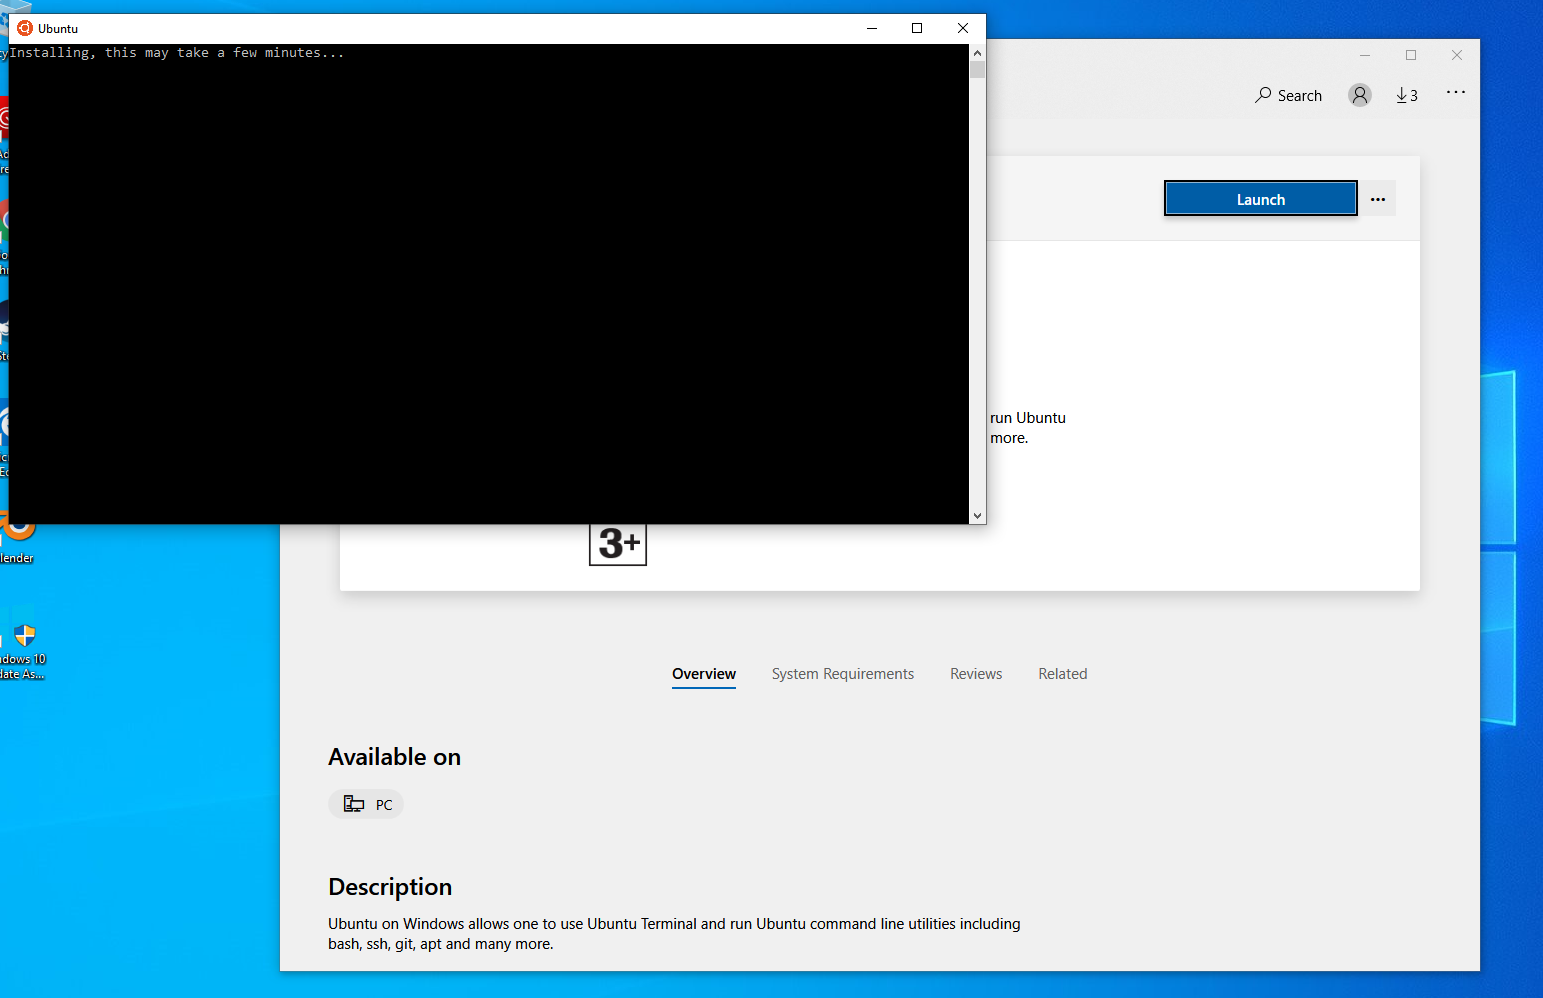 Ubuntu
Installing, this may take a few minutes...
Search
3
Launch
run Ubuntu
more.
3+
lender
ndows 10
date As...
Overview
System Requirements
Reviews
Related
Available on
PC
Description
Ubuntu on Windows allows one to use Ubuntu Terminal and run Ubuntu command line utilities including
bash, ssh, git, apt and many more.